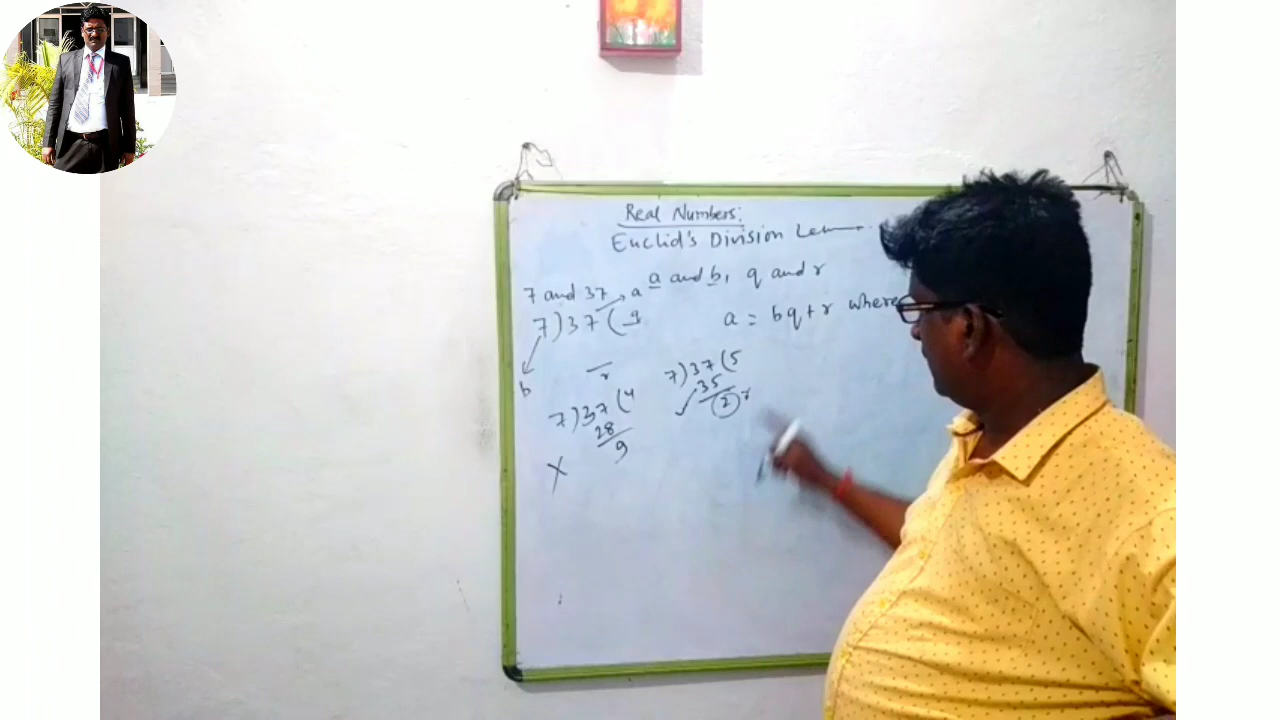 Real Numbers:
Euclid's Division
a and b, q and r
7 and 37
a
7)37(q
a = bq+r where
r
b
7)37(5
35
2 r
7)37(4
28
9
X